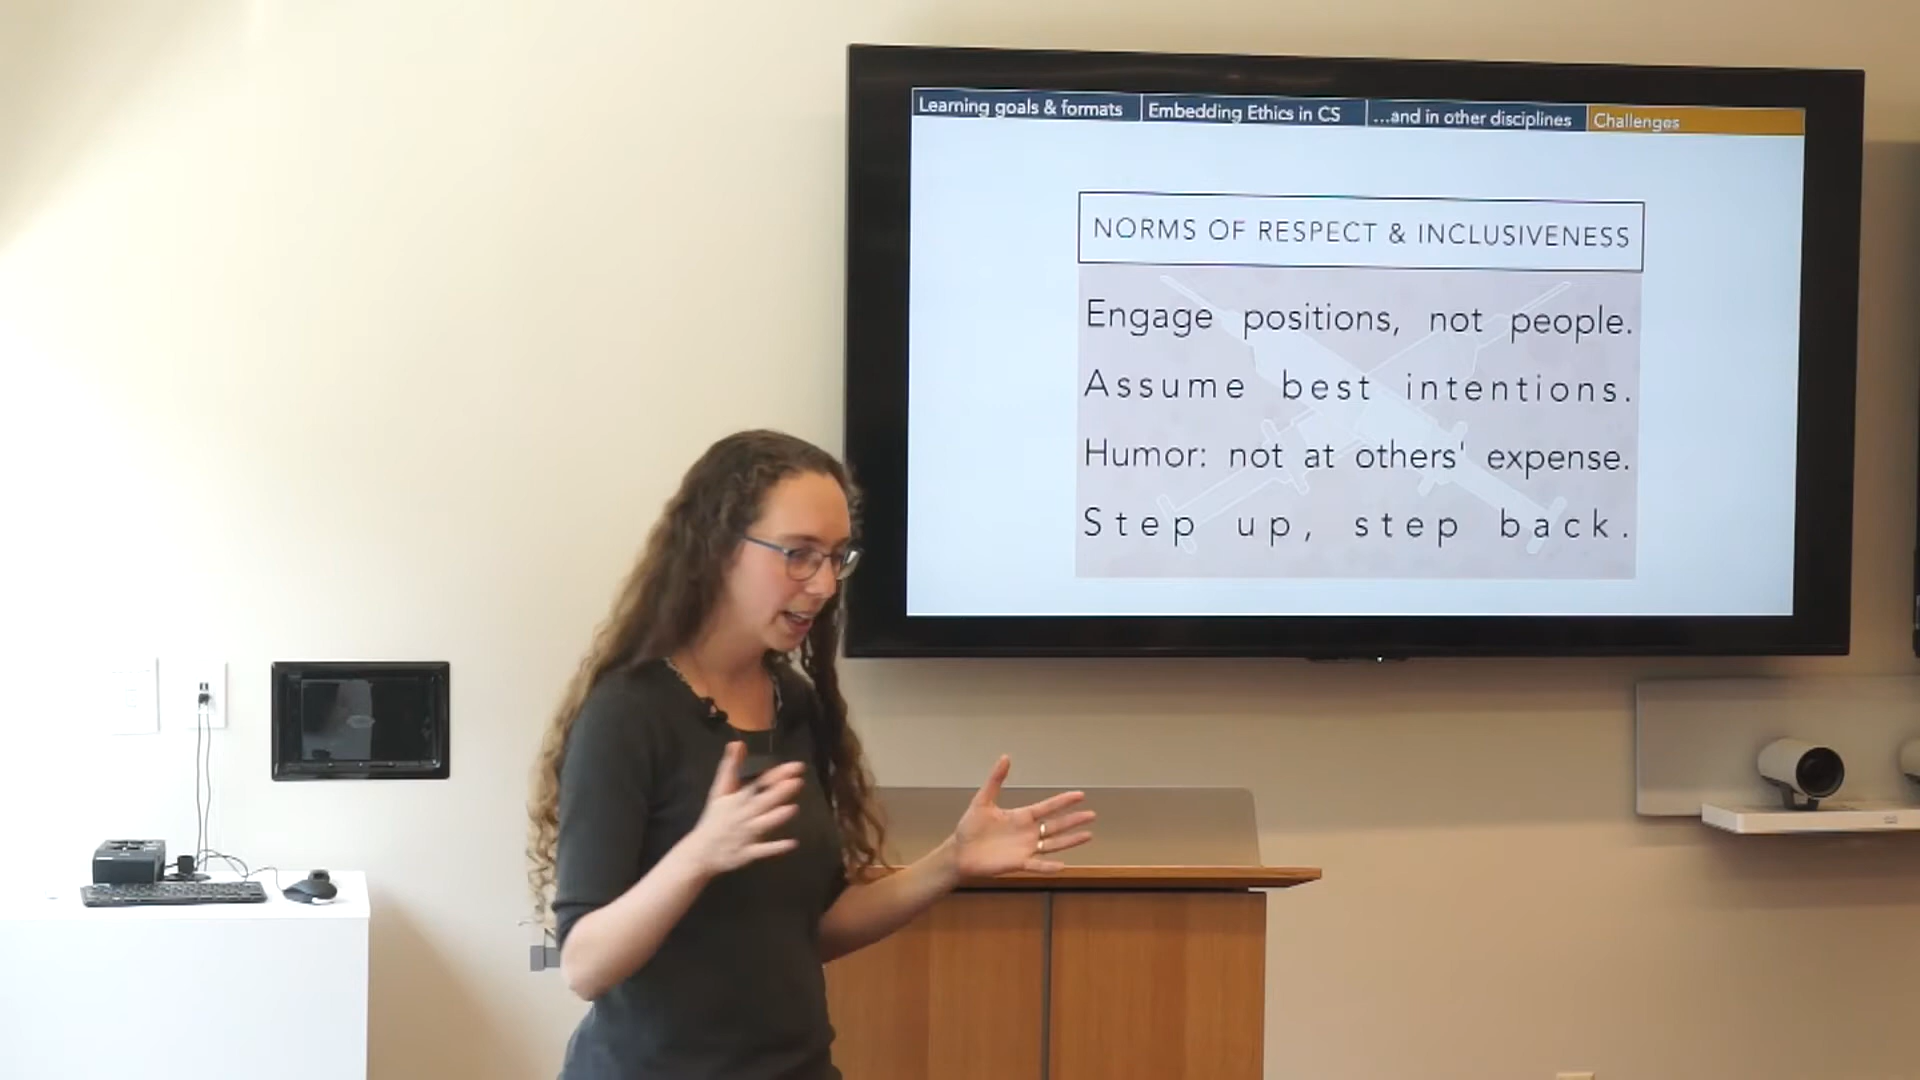 Learning goals & formats
Embedding Ethics in CS
...and in other disciplines
Challenges
NORMS OF RESPECT & INCLUSIVENESS
Engage positions, not people.
Assume best intentions.
Humor: not at others' expense.
Step up, step back.